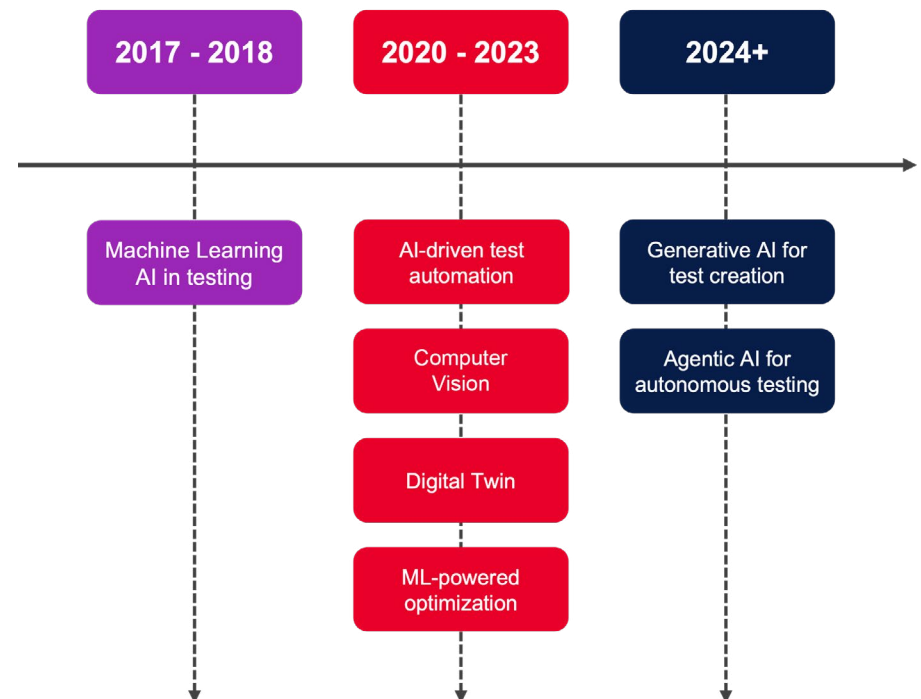 2017 - 2018
2020 - 2023
2024+
Machine Learning
AI in testing
AI-driven test
automation
Computer
Vision
Digital Twin
ML-powered
optimization
Generative AI for
test creation
Agentic AI for
autonomous testing